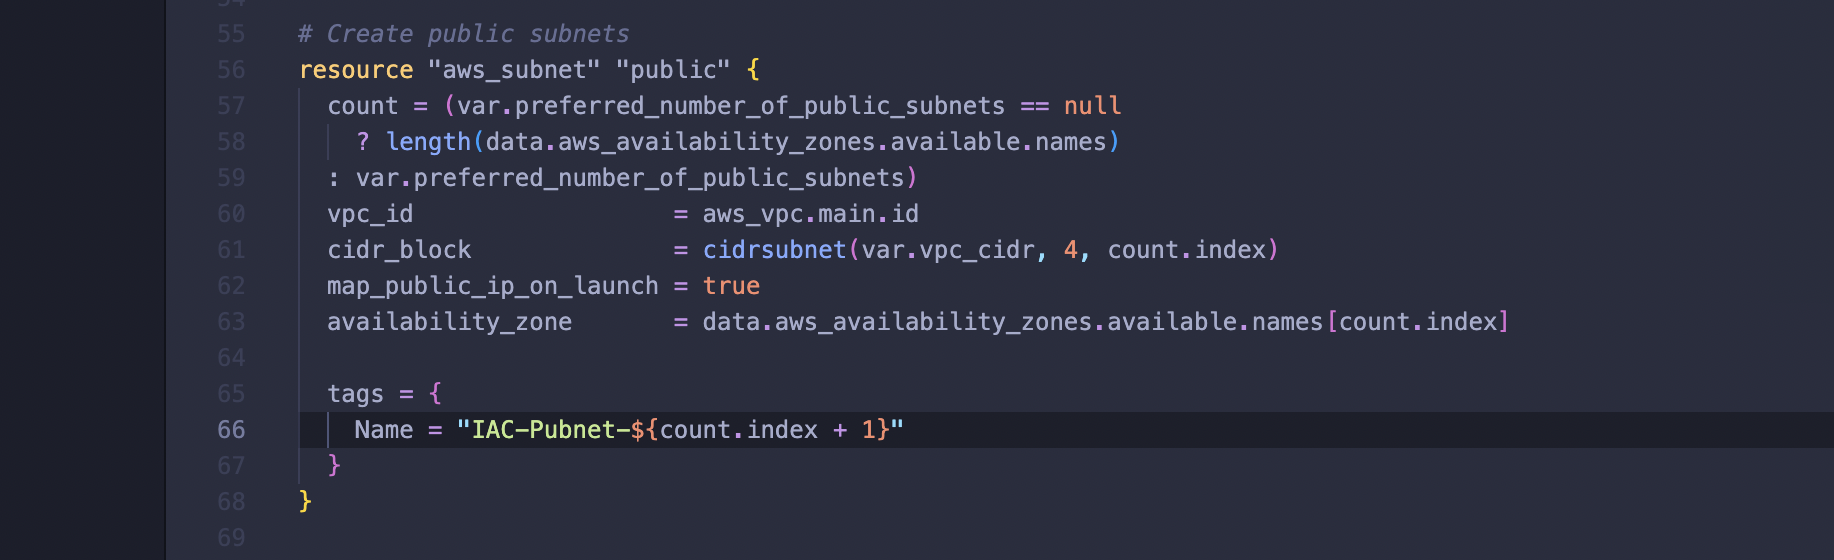 55 # Create public subnets
56 resource "aws_subnet" "public" {
57 count = (var.preferred_number_of_public_subnets == null
58 ? length(data.aws_availability_zones.available.names)
59 : var.preferred_number_of_public_subnets)
60 vpc_id = aws_vpc.main.id
61 cidr_block = cidrsubnet(var.vpc_cidr, 4, count.index)
62 map_public_ip_on_launch = true
63 availability_zone = data.aws_availability_zones.available.names[count.index]
64
65 tags = {
66 Name = "IAC-Pubnet-${count.index + 1}"
67 }
68 }
69